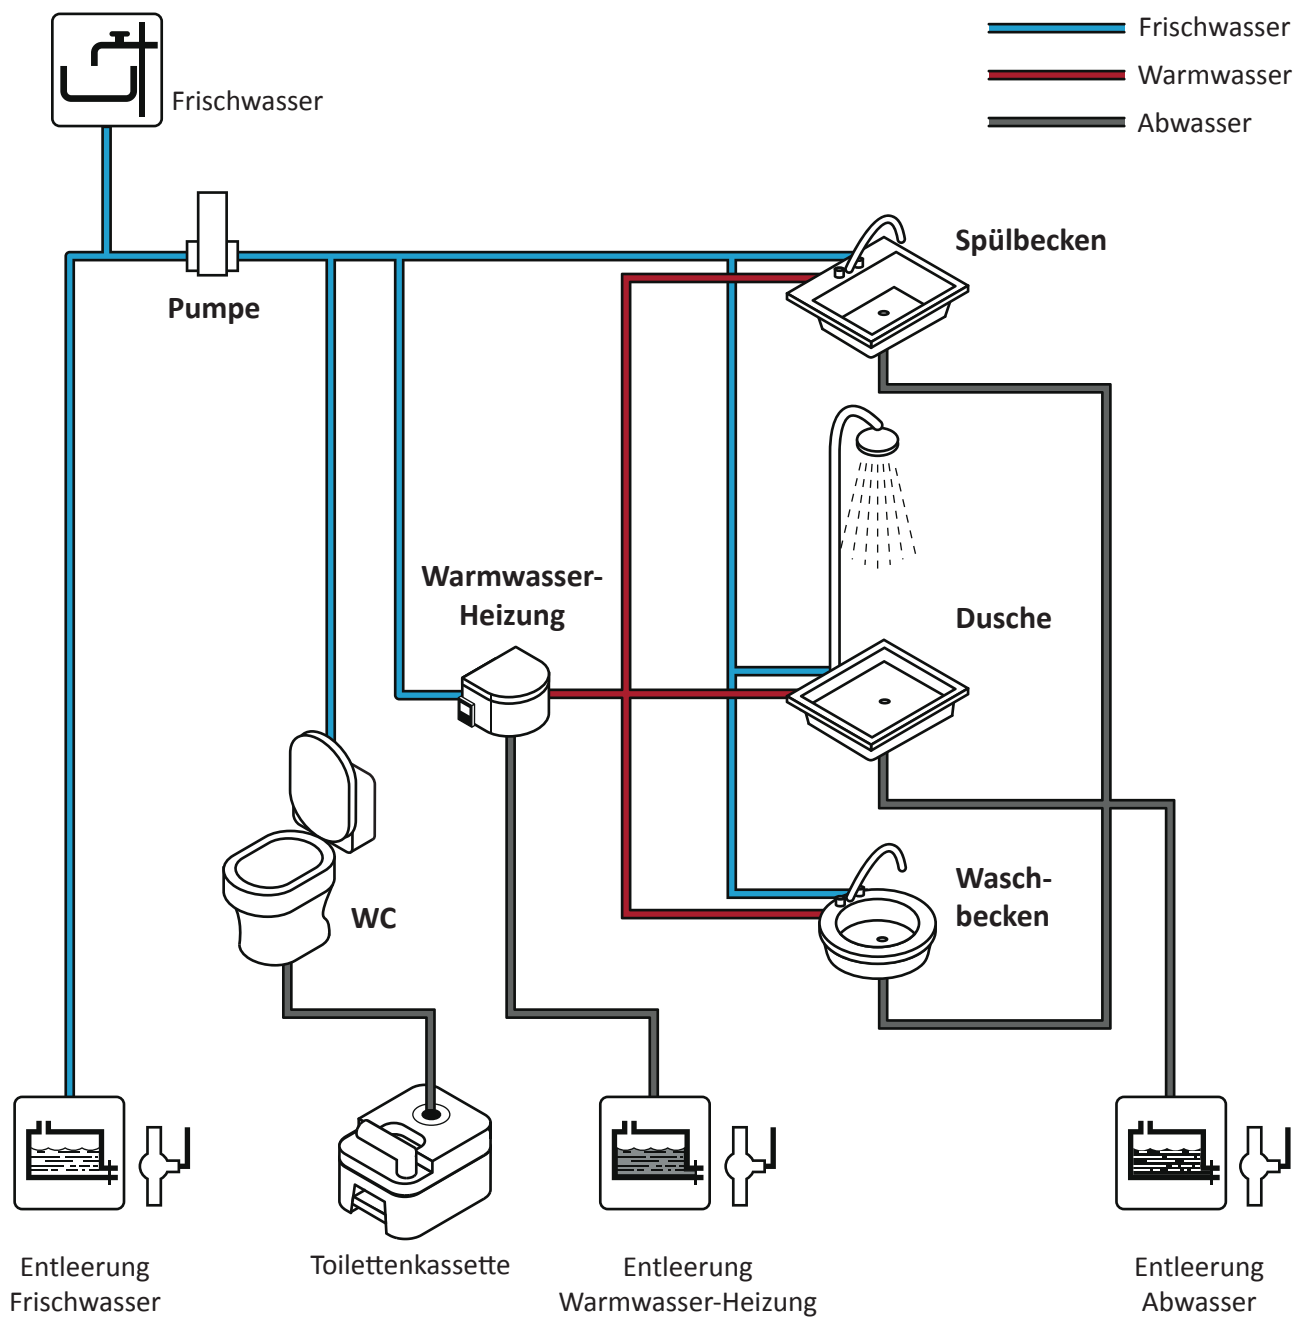 Frischwasser
Warmwasser
Abwasser
Frischwasser
Pumpe
Spülbecken
Warmwasser-
Heizung
Dusche
WC
Wasch-
becken
Entleerung
Frischwasser
Toilettenkassette
Entleerung
Warmwasser-Heizung
Entleerung
Abwasser